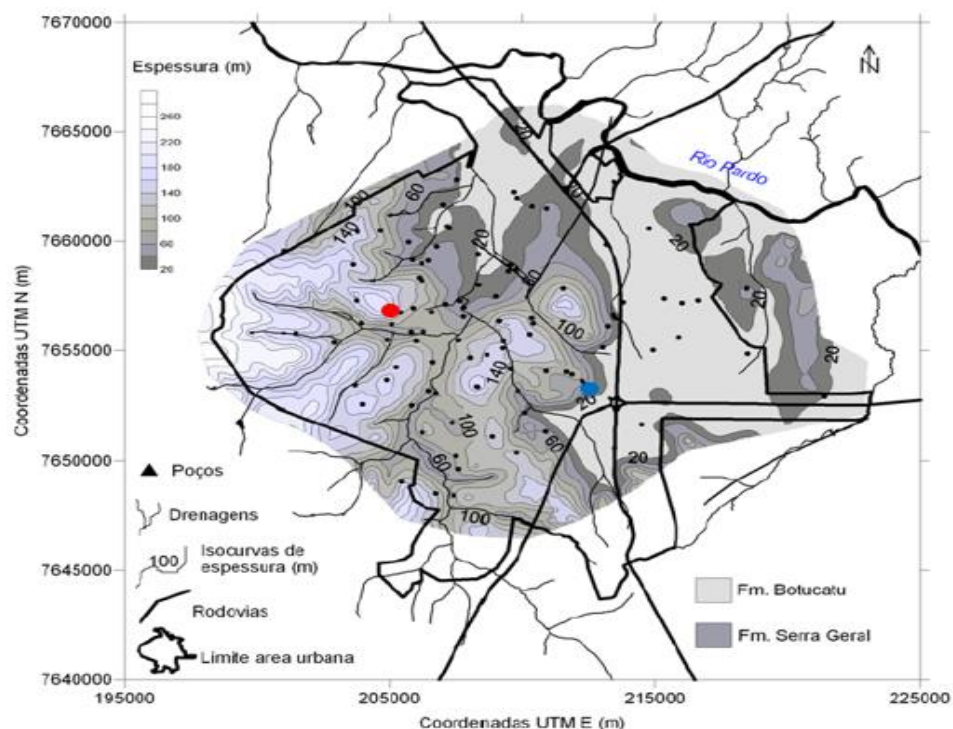 7670000
7665000
7660000
7655000
7650000
7645000
7640000
Coordenadas UTM N (m)
Espessura (m)
260
220
180
140
100
60
20
N
Rio Pardo
20
100
60
140
20
20
20
100
140
20
20
100
60
60
20
100
Poços
Drenagens
100
Isocurvas de
espessura (m)
Rodovias
Limite area urbana
Fm. Botucatu
Fm. Serra Geral
195000
205000
215000
225000
Coordenadas UTM E (m)